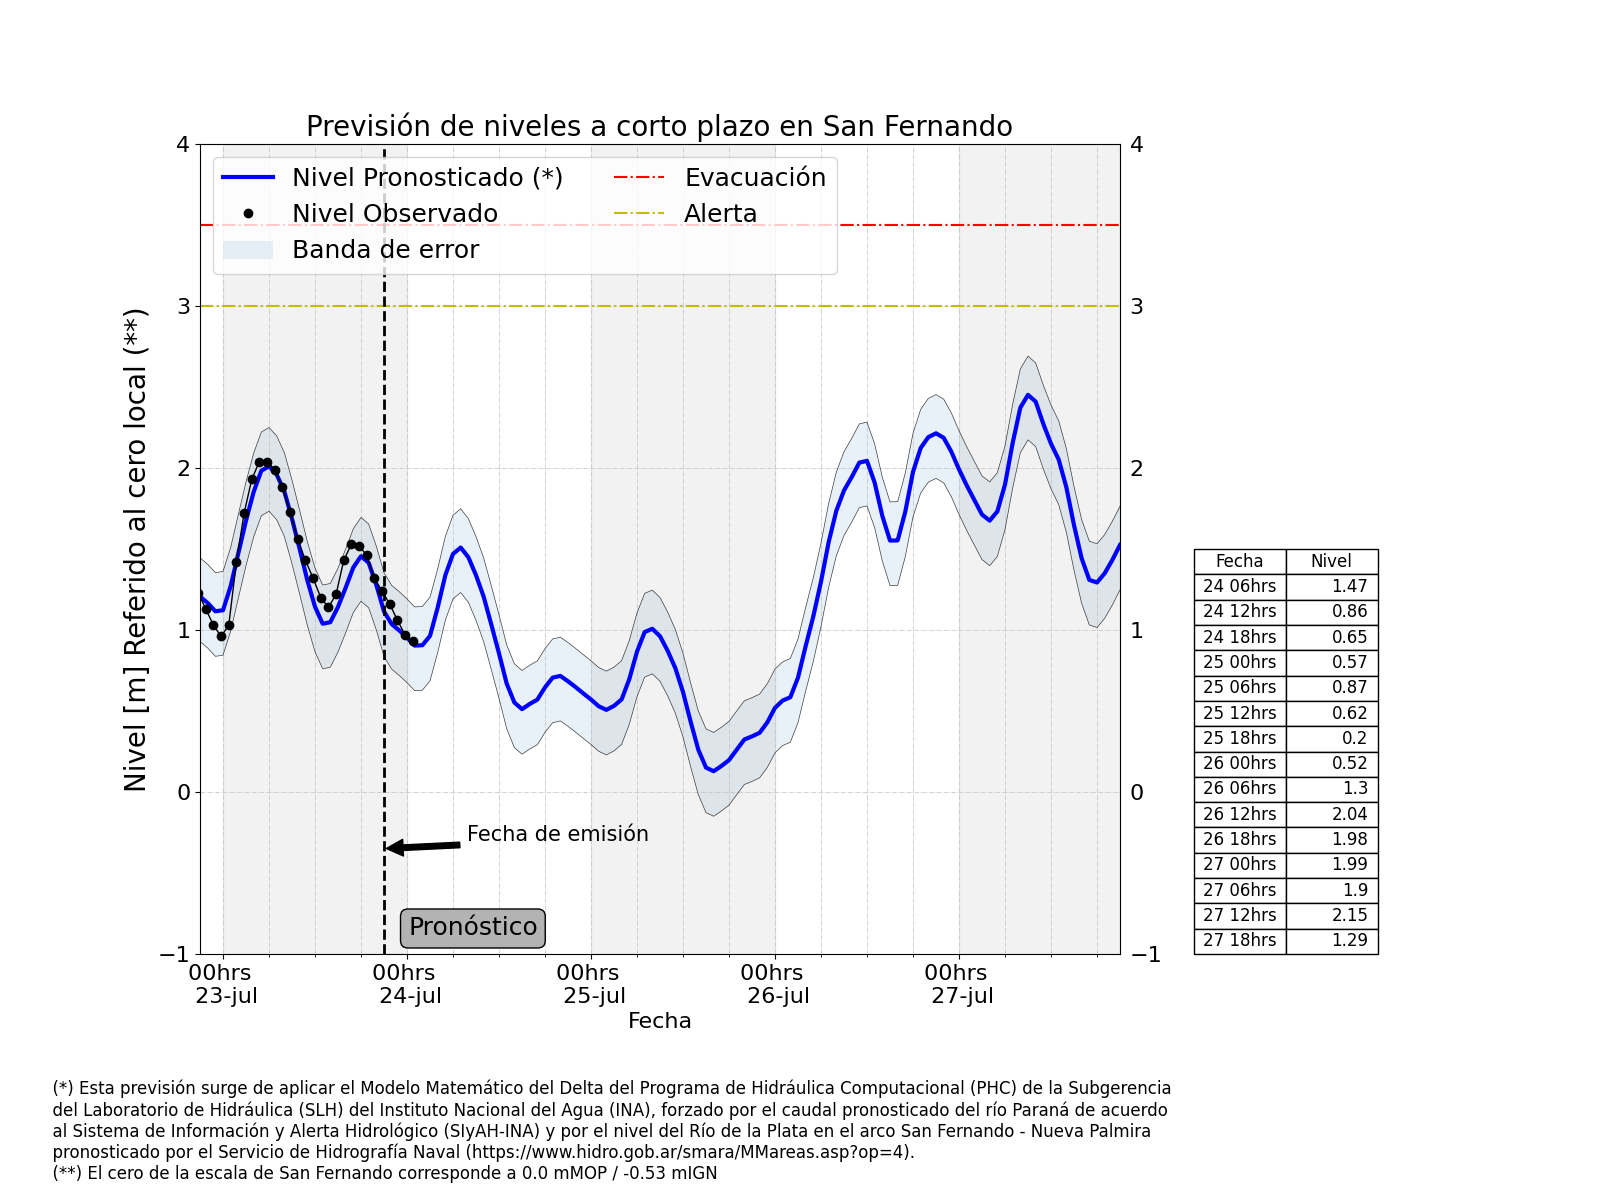 Previsión de niveles a corto plazo en San Fernando
Nivel Pronosticado (*)
Nivel Observado
Banda de error
Evacuación
Alerta
Nivel [m] Referido al cero local (**)
4
3
2
1
0
−1
4
3
2
1
0
−1
Fecha de emisión
Pronóstico
00hrs
23-jul
00hrs
24-jul
00hrs
25-jul
00hrs
26-jul
00hrs
27-jul
Fecha
Fecha Nivel
24 06hrs 1.47
24 12hrs 0.86
24 18hrs 0.65
25 00hrs 0.57
25 06hrs 0.87
25 12hrs 0.62
25 18hrs 0.2
26 00hrs 0.52
26 06hrs 1.3
26 12hrs 2.04
26 18hrs 1.98
27 00hrs 1.99
27 06hrs 1.9
27 12hrs 2.15
27 18hrs 1.29
(*) Esta previsión surge de aplicar el Modelo Matemático del Delta del Programa de Hidráulica Computacional (PHC) de la Subgerencia
del Laboratorio de Hidráulica (SLH) del Instituto Nacional del Agua (INA), forzado por el caudal pronosticado del río Paraná de acuerdo
al Sistema de Información y Alerta Hidrológico (SIyAH-INA) y por el nivel del Río de la Plata en el arco San Fernando - Nueva Palmira
pronosticado por el Servicio de Hidrografía Naval (https://www.hidro.gob.ar/smara/MMareas.asp?op=4).
(**) El cero de la escala de San Fernando corresponde a 0.0 mMOP / -0.53 mIGN